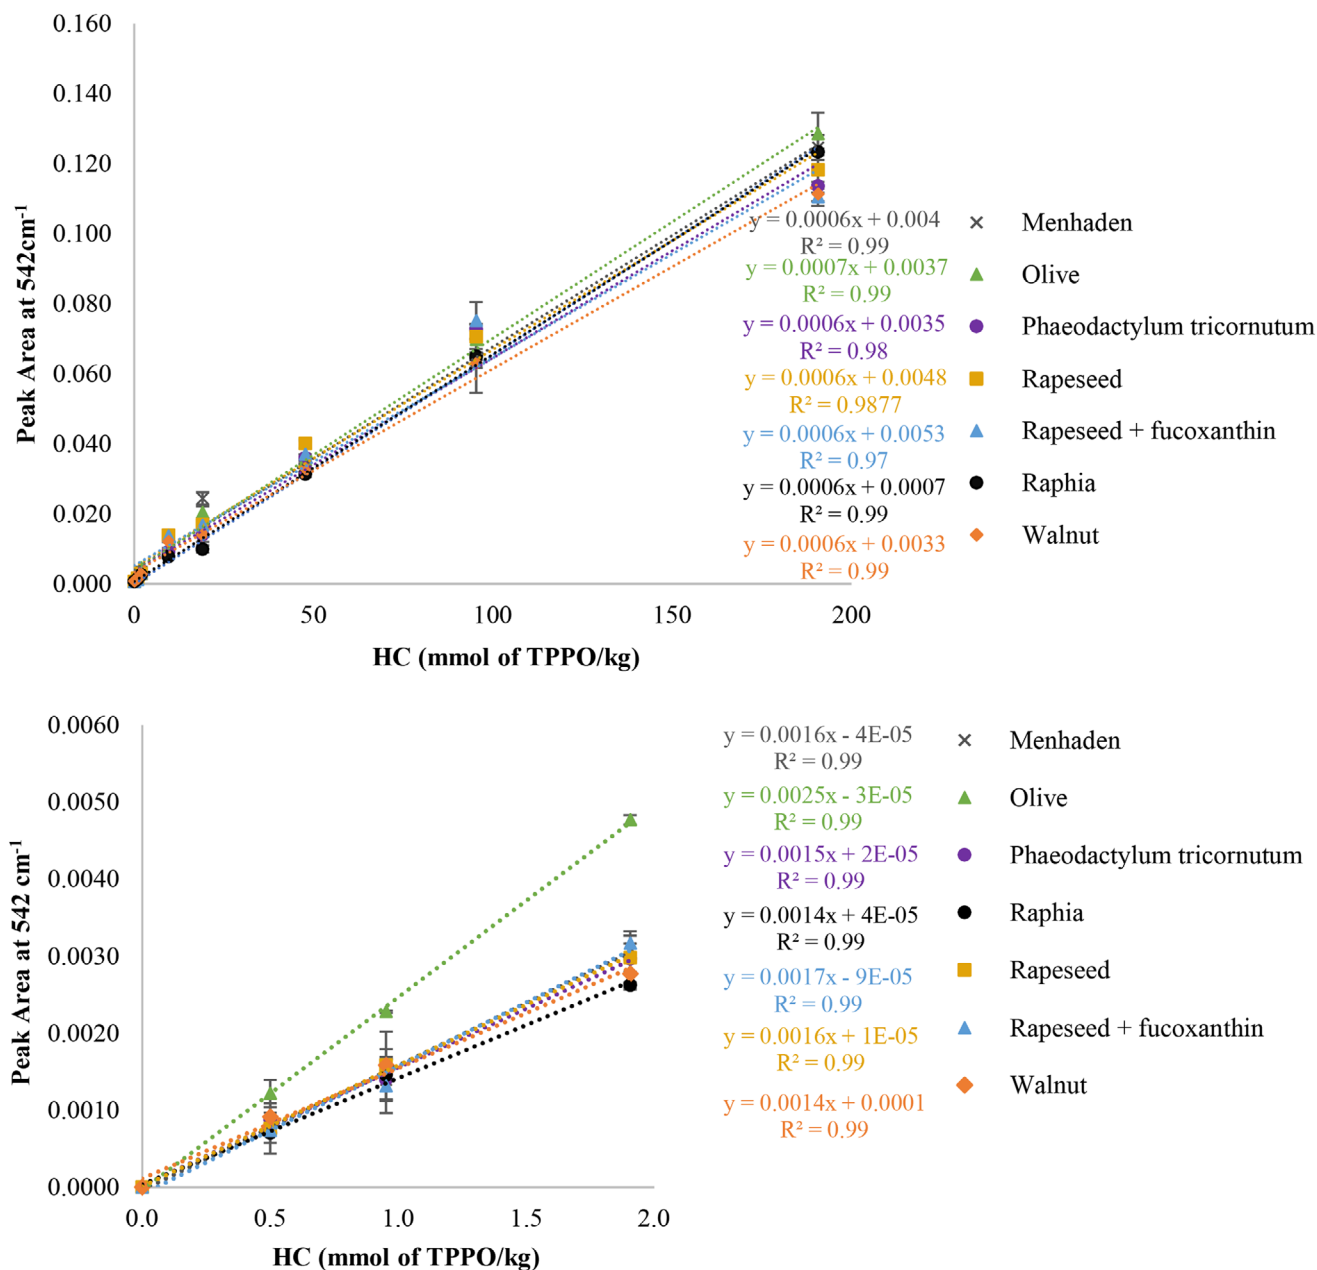 0.160
0.140
0.120
0.100
0.080
0.060
0.040
0.020
0.000
Peak Area at 542cm⁻¹
0 50 100 150 200
HC (mmol of TPPO/kg)
y = 0.0006x + 0.004
R² = 0.99
y = 0.0007x + 0.0037
R² = 0.99
y = 0.0006x + 0.0035
R² = 0.98
y = 0.0006x + 0.0048
R² = 0.9877
y = 0.0006x + 0.0053
R² = 0.97
y = 0.0006x + 0.0007
R² = 0.99
y = 0.0006x + 0.0033
R² = 0.99
Menhaden
Olive
Phaeodactylum tricornutum
Rapeseed
Rapeseed + fucoxanthin
Raphia
Walnut
0.0060
0.0050
0.0040
0.0030
0.0020
0.0010
0.0000
Peak Area at 542 cm⁻¹
0.0 0.5 1.0 1.5 2.0
HC (mmol of TPPO/kg)
y = 0.0016x - 4E-05
R² = 0.99
y = 0.0025x - 3E-05
R² = 0.99
y = 0.0015x + 2E-05
R² = 0.99
y = 0.0014x + 4E-05
R² = 0.99
y = 0.0017x - 9E-05
R² = 0.99
y = 0.0016x + 1E-05
R² = 0.99
y = 0.0014x + 0.0001
R² = 0.99
Menhaden
Olive
Phaeodactylum tricornutum
Raphia
Rapeseed
Rapeseed + fucoxanthin
Walnut